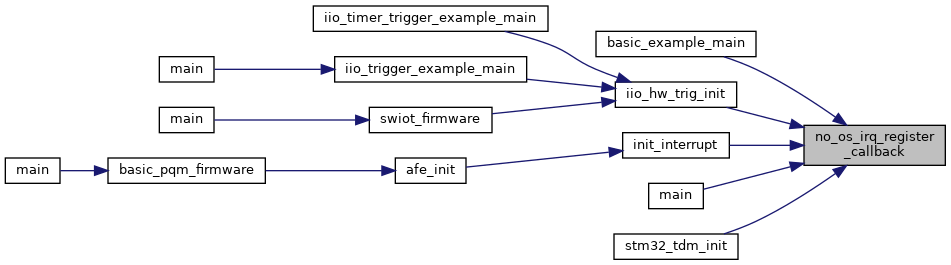 iio_timer_trigger_example_main
basic_example_main
main
iio_trigger_example_main
iio_hw_trig_init
main
swiot_firmware
no_os_irq_register
_callback
init_interrupt
main
basic_pqm_firmware
afe_init
main
stm32_tdm_init